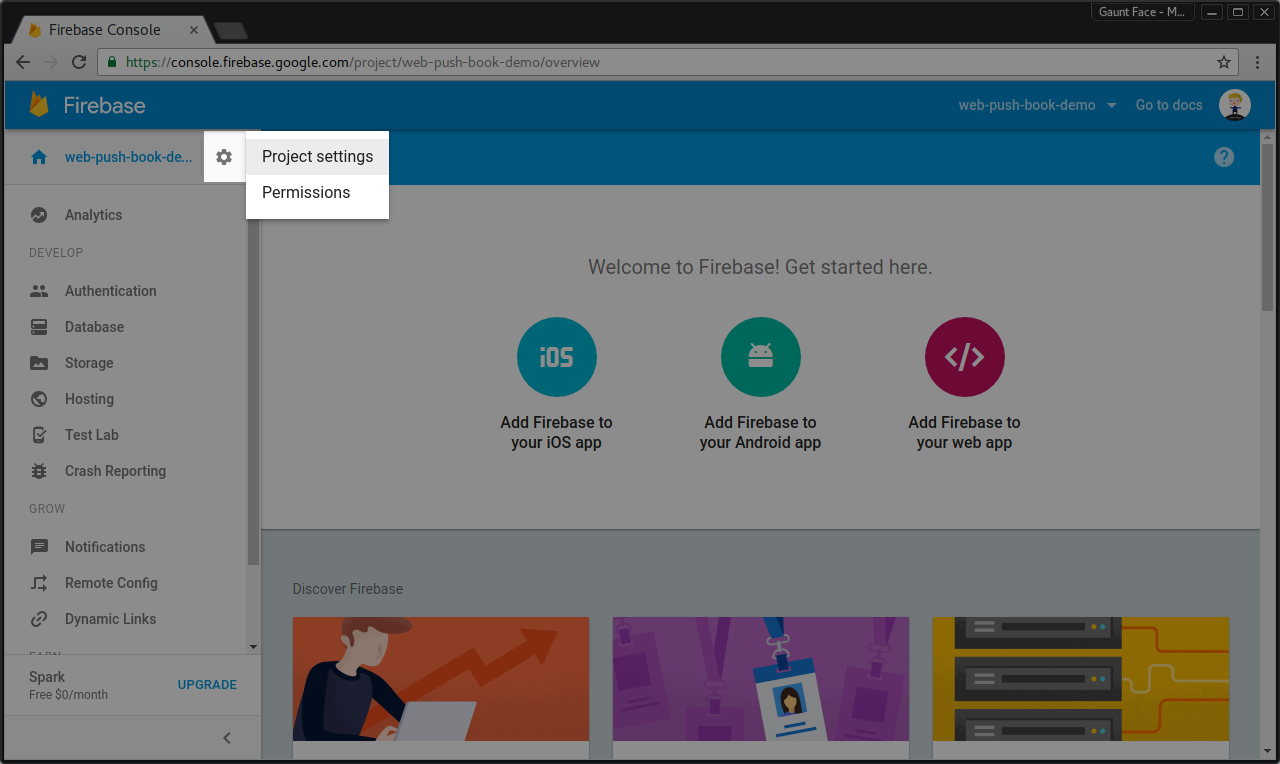 Gaunt Face - M...
Firebase Console
https://console.firebase.google.com/project/web-push-book-demo/overview
Firebase
web-push-book-demo
Go to docs
web-push-book-de...
Project settings
Permissions
Analytics
DEVELOP
Authentication
Database
Storage
Hosting
Test Lab
Crash Reporting
GROW
Notifications
Remote Config
Dynamic Links
EARN
Spark
Free $0/month
UPGRADE
?
Welcome to Firebase! Get started here.
iOS
Add Firebase to
your iOS app
Add Firebase to
your Android app
</>
Add Firebase to
your web app
Discover Firebase